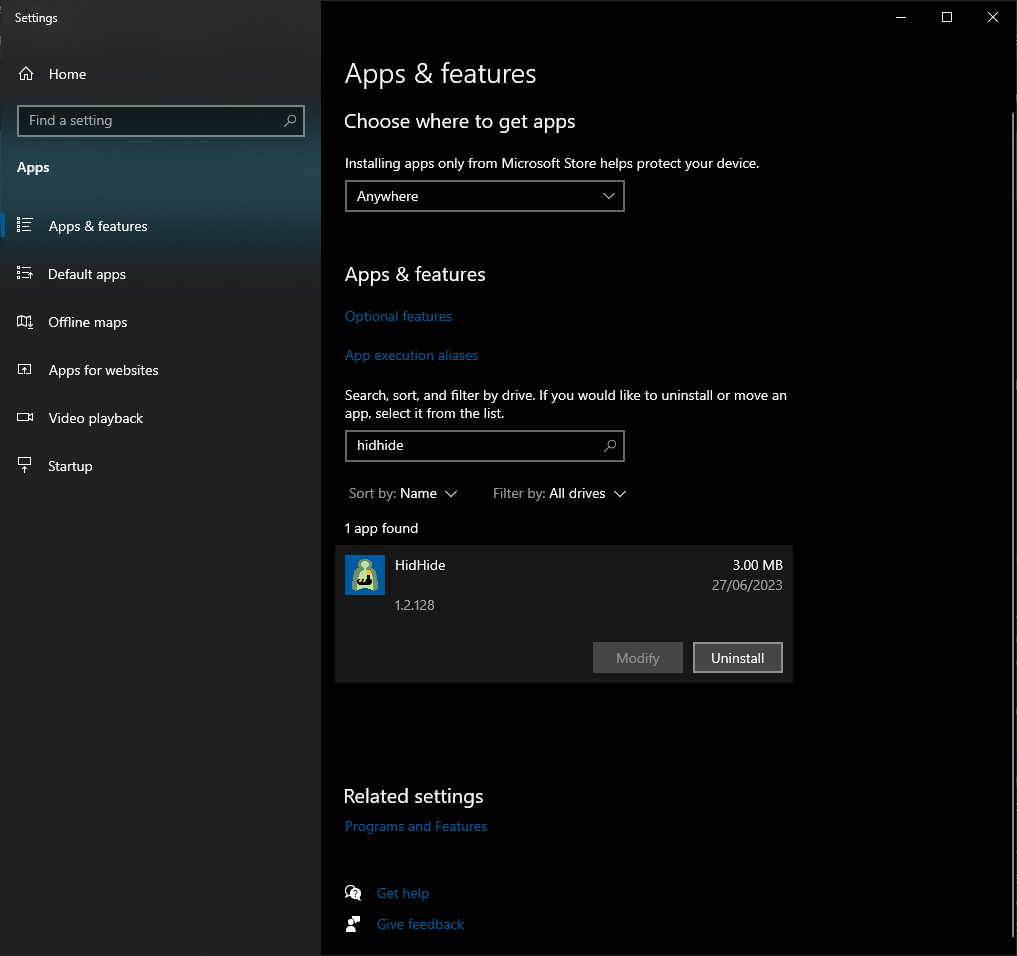 Settings
Home
Find a setting
Apps
Apps & features
Default apps
Offline maps
Apps for websites
Video playback
Startup
Apps & features
Choose where to get apps
Installing apps only from Microsoft Store helps protect your device.
Anywhere
Apps & features
Optional features
App execution aliases
Search, sort, and filter by drive. If you would like to uninstall or move an
app, select it from the list.
hidhide
Sort by: Name Filter by: All drives
1 app found
HidHide 3.00 MB
27/06/2023
1.2.128
Modify Uninstall
Related settings
Programs and Features
Get help
Give feedback